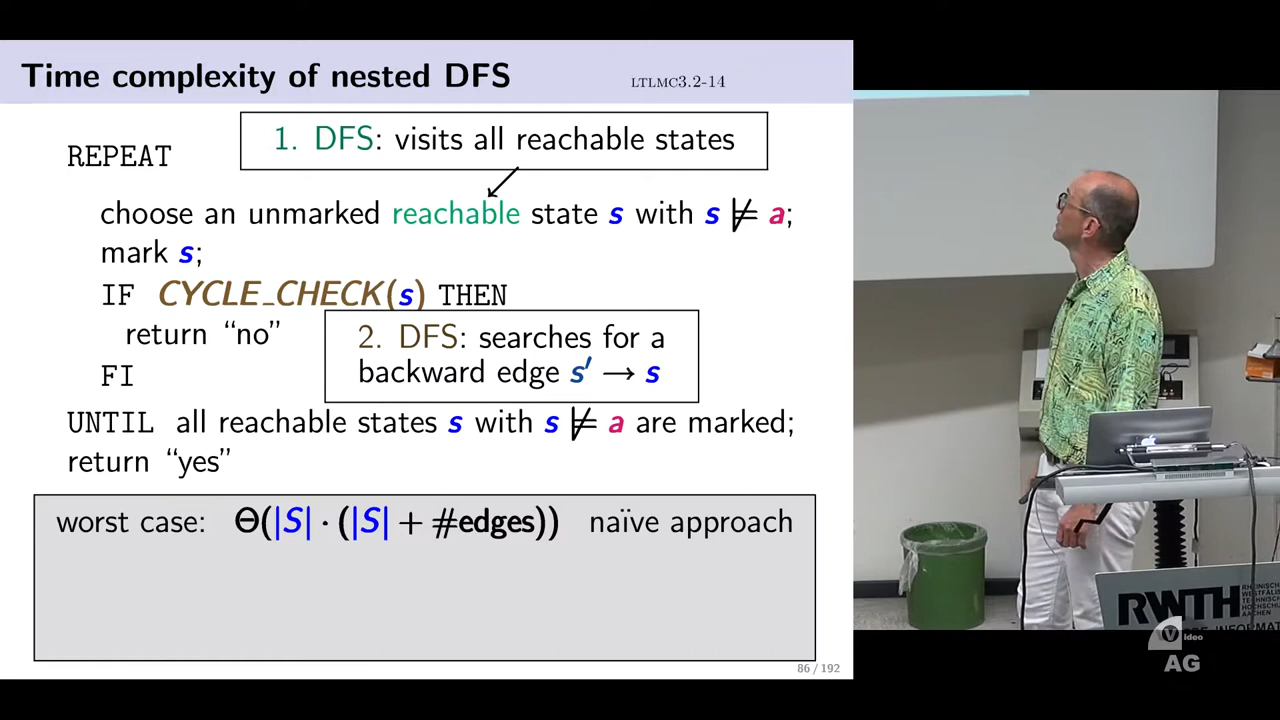 Time complexity of nested DFS LTLMC3.2-14
1. DFS: visits all reachable states
REPEAT
choose an unmarked reachable state s with s ⊭ a;
mark s;
IF CYCLE_CHECK(s) THEN
return “no”
2. DFS: searches for a
backward edge s′ → s
FI
UNTIL all reachable states s with s ⊭ a are marked;
return “yes”
worst case: Θ(|S| · (|S| + #edges)) naïve approach
86 / 192
RWTH
Video
AG